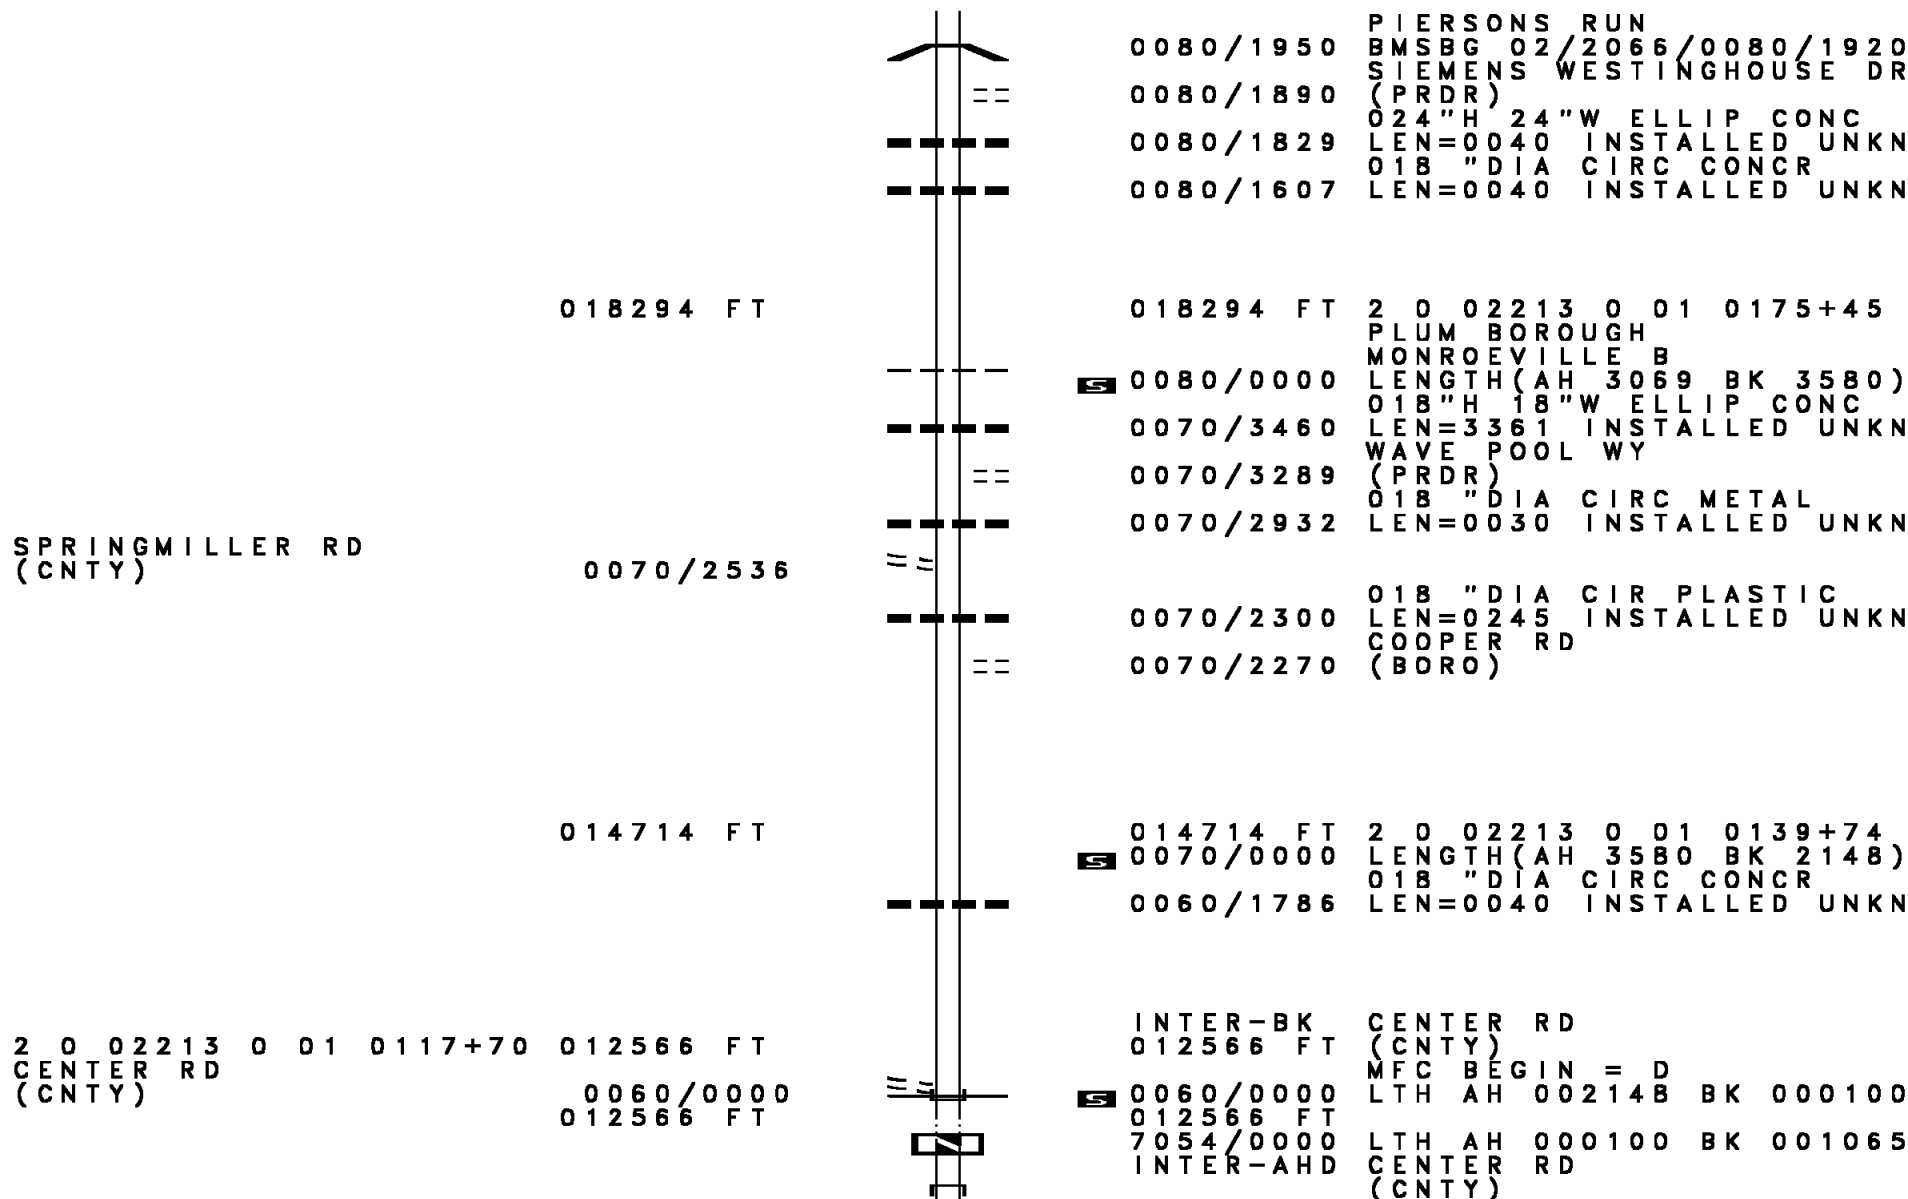 PIERSONS RUN
0080/1950 BMSBG 02/2066/0080/1920
SIEMENS WESTINGHOUSE DR
0080/1890 (PRDR)
024"H 24"W ELLIP CONC
0080/1829 LEN=0040 INSTALLED UNKN
018 "DIA CIRC CONCR
0080/1607 LEN=0040 INSTALLED UNKN
018294 FT 018294 FT 2 0 02213 0 01 0175+45
PLUM BOROUGH
MONROEVILLE B
S 0080/0000 LENGTH(AH 3069 BK 3580)
018"H 18"W ELLIP CONC
0070/3460 LEN=3361 INSTALLED UNKN
WAVE POOL WY
0070/3289 (PRDR)
018 "DIA CIRC METAL
0070/2932 LEN=0030 INSTALLED UNKN
SPRINGMILLER RD
(CNTY) 0070/2536
018 "DIA CIR PLASTIC
0070/2300 LEN=0245 INSTALLED UNKN
COOPER RD
0070/2270 (BORO)
014714 FT 014714 FT 2 0 02213 0 01 0139+74
S 0070/0000 LENGTH(AH 3580 BK 2148)
018 "DIA CIRC CONCR
0060/1786 LEN=0040 INSTALLED UNKN
INTER-BK CENTER RD
2 0 02213 0 01 0117+70 012566 FT 012566 FT (CNTY)
CENTER RD MFC BEGIN = D
(CNTY) 0060/0000 S 0060/0000 LTH AH 002148 BK 000100
012566 FT 012566 FT
7054/0000 LTH AH 000100 BK 001065
INTER-AHD CENTER RD
(CNTY)